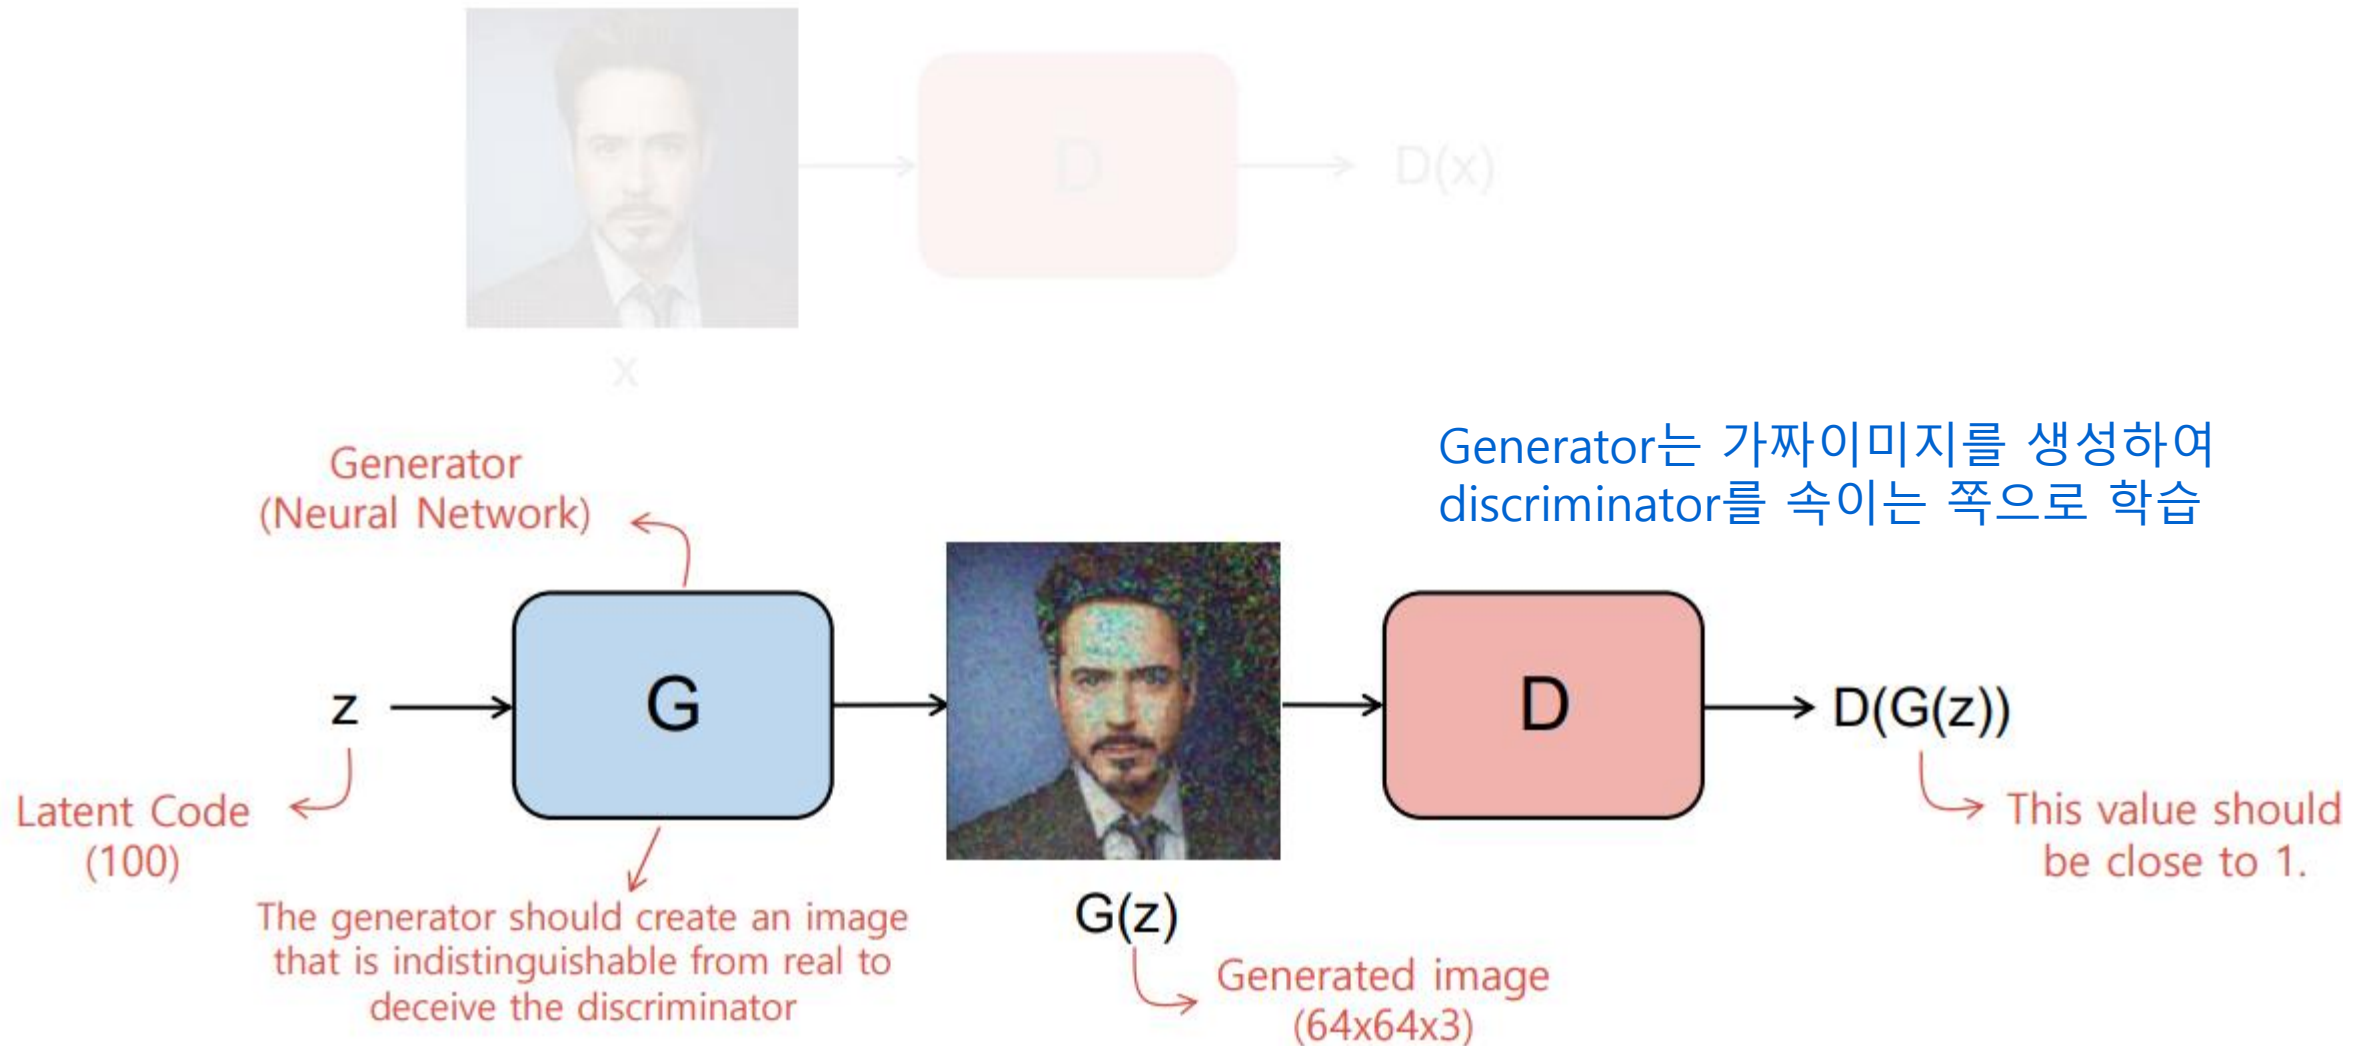 D
D(x)
x
Generator는 가짜이미지를 생성하여
discriminator를 속이는 쪽으로 학습
Generator
(Neural Network)
z
G
D
D(G(z))
Latent Code
(100)
This value should
be close to 1.
The generator should create an image
that is indistinguishable from real to
deceive the discriminator
G(z)
Generated image
(64x64x3)